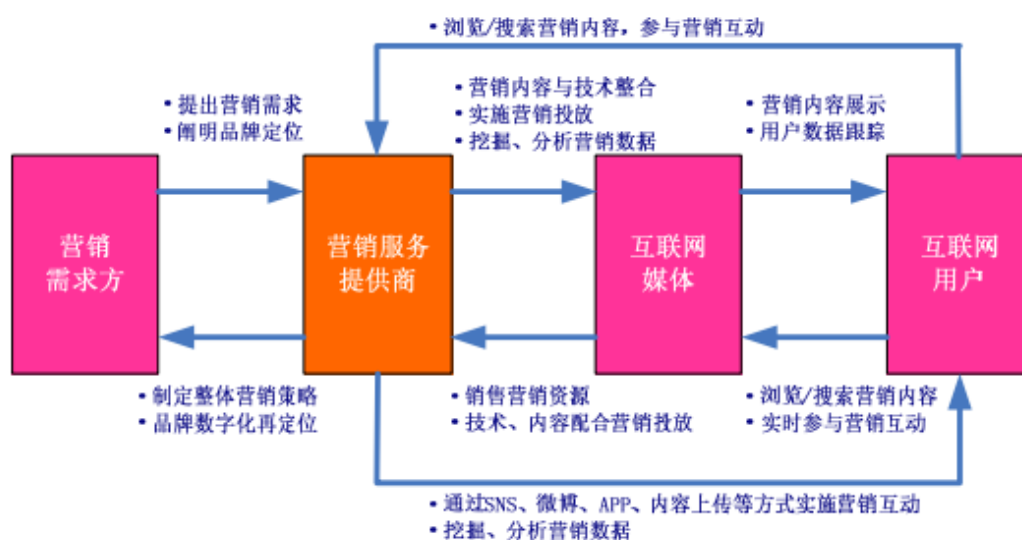 •浏览/搜索营销内容，参与营销互动
•提出营销需求
•阐明品牌定位
•营销内容与技术整合
•实施营销投放
•挖掘、分析营销数据
•营销内容展示
•用户数据跟踪
营销
需求方
营销服务
提供商
互联网
媒体
互联网
用户
•制定整体营销策略
•品牌数字化再定位
•销售营销资源
•技术、内容配合营销投放
•浏览/搜索营销内容
•实时参与营销互动
•通过SNS、微博、APP、内容上传等方式实施营销互动
•挖掘、分析营销数据